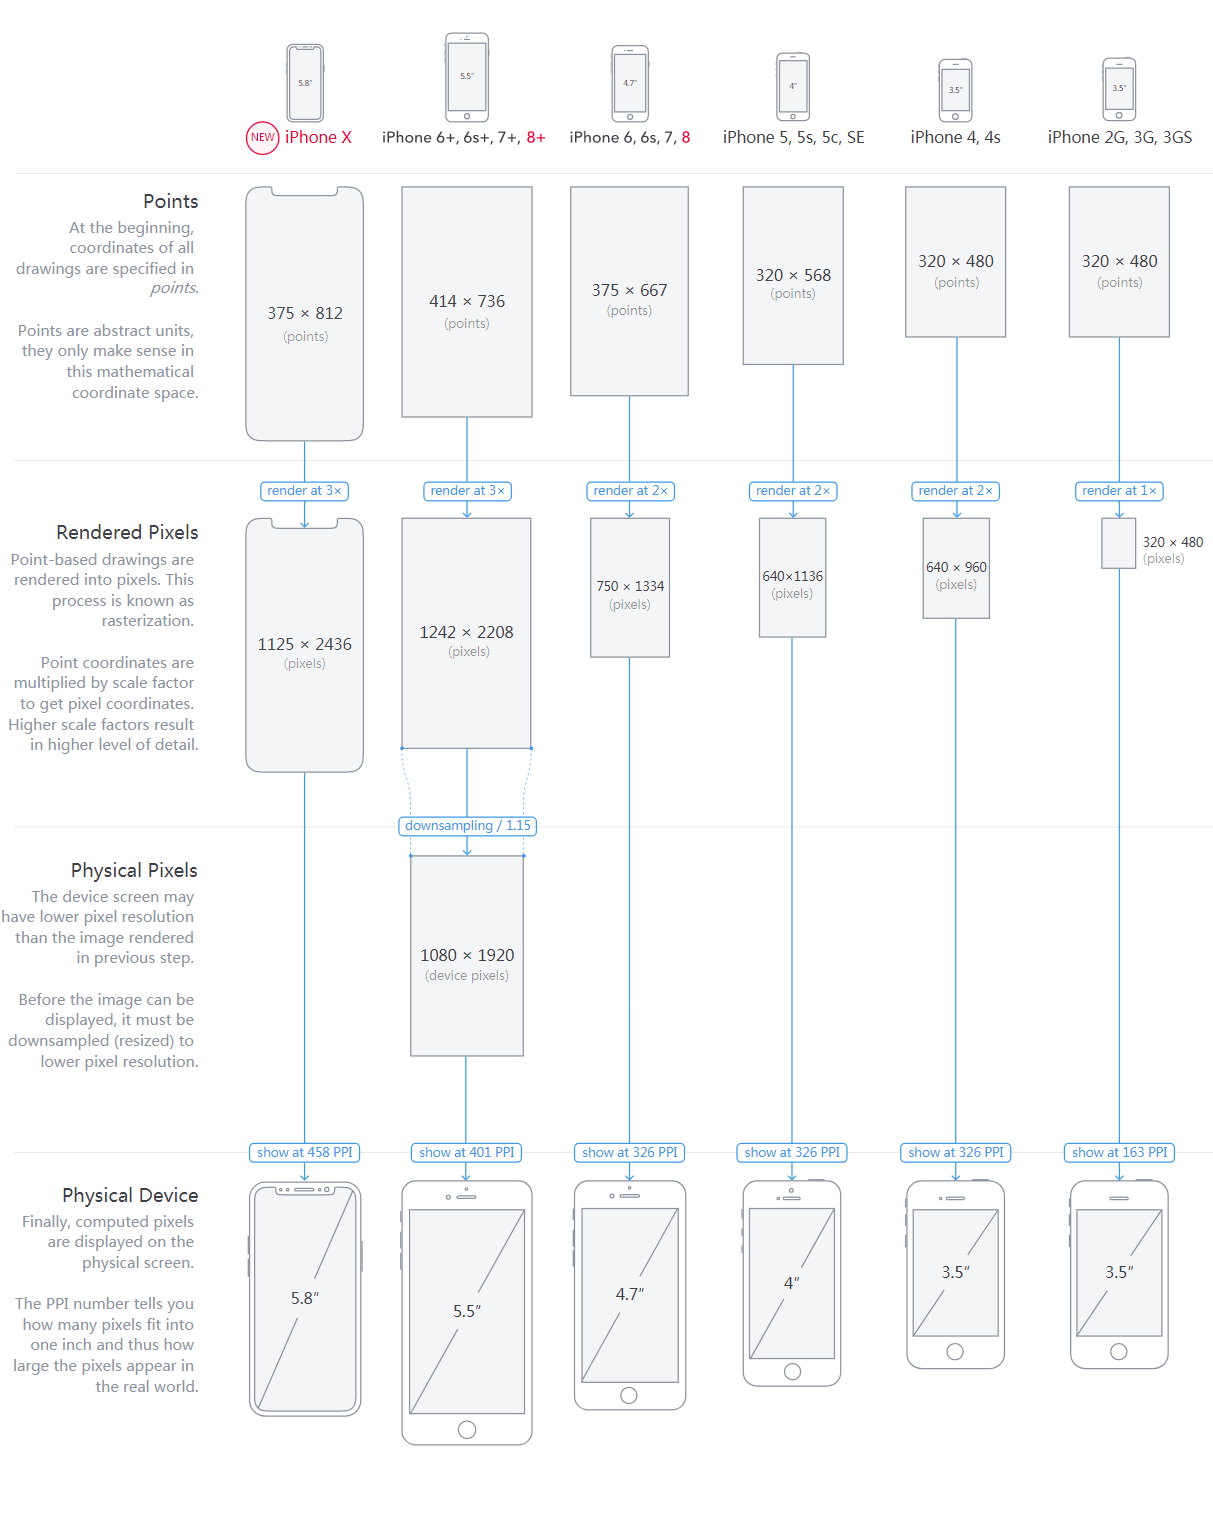 5.8"
5.5"
4.7"
4"
3.5"
3.5"
NEW iPhone X
iPhone 6+, 6s+, 7+, 8+
iPhone 6, 6s, 7, 8
iPhone 5, 5s, 5c, SE
iPhone 4, 4s
iPhone 2G, 3G, 3GS
Points
At the beginning,
coordinates of all
drawings are specified in
points.
Points are abstract units,
they only make sense in
this mathematical
coordinate space.
375 × 812
(points)
414 × 736
(points)
375 × 667
(points)
320 × 568
(points)
320 × 480
(points)
320 × 480
(points)
render at 3×
render at 3×
render at 2×
render at 2×
render at 2×
render at 1×
Rendered Pixels
Point-based drawings are
rendered into pixels. This
process is known as
rasterization.
Point coordinates are
multiplied by scale factor
to get pixel coordinates.
Higher scale factors result
in higher level of detail.
1125 × 2436
(pixels)
1242 × 2208
(pixels)
750 × 1334
(pixels)
640×1136
(pixels)
640 × 960
(pixels)
320 × 480
(pixels)
downsampling / 1.15
Physical Pixels
The device screen may
have lower pixel resolution
than the image rendered
in previous step.
Before the image can be
displayed, it must be
downsampled (resized) to
lower pixel resolution.
1080 × 1920
(device pixels)
show at 458 PPI
show at 401 PPI
show at 326 PPI
show at 326 PPI
show at 326 PPI
show at 163 PPI
Physical Device
Finally, computed pixels
are displayed on the
physical screen.
The PPI number tells you
how many pixels fit into
one inch and thus how
large the pixels appear in
the real world.
5.8"
5.5"
4.7"
4"
3.5"
3.5"